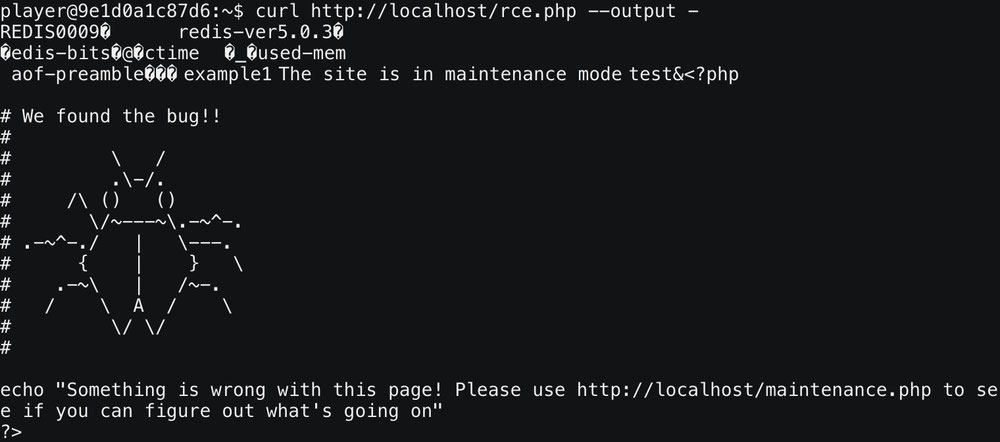 player@9e1d0a1c87d6:~$ curl http://localhost/rce.php --output -
REDIS0009�      redis-ver5.0.3�
�edis-bits�@�ctime  �_�used-mem
 aof-preamble��� example1 The site is in maintenance mode test&<?php

# We found the bug!!
#
#         \   /
#         .\-/.
#     /\ ()   ()
#       \/~---~\.-~^-.
# .-~^-./   |   \---.
#      {    |    }   \
#    .-~\   |   /~-.
#   /    \  A  /    \
#         \/ \/
#

echo "Something is wrong with this page! Please use http://localhost/maintenance.php to se
e if you can figure out what's going on"
?>